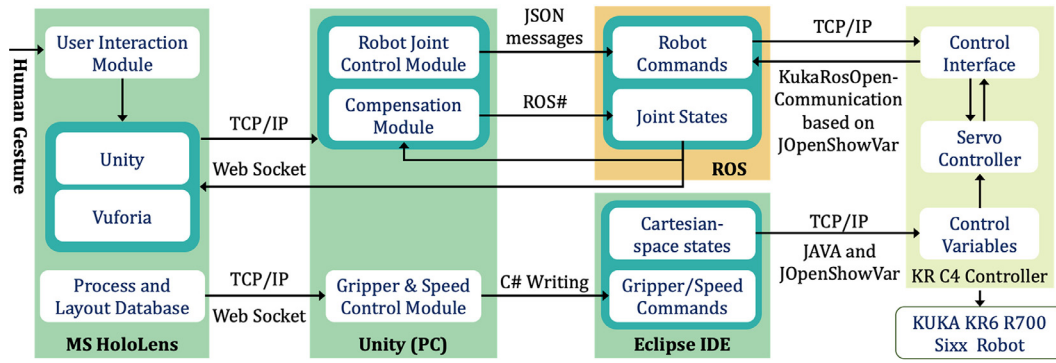 Human Gesture
User Interaction
Module
Unity
Vuforia
Process and
Layout Database
MS HoloLens
TCP/IP
Web Socket
TCP/IP
Web Socket
Robot Joint
Control Module
Compensation
Module
Gripper & Speed
Control Module
Unity (PC)
JSON
messages
ROS#
C# Writing
Robot
Commands
Joint States
ROS
Cartesian-
space states
Gripper/Speed
Commands
Eclipse IDE
TCP/IP
KukaRosOpen-
Communication
based on
JOpenShowVar
TCP/IP
JAVA and
JOpenShowVar
Control
Interface
Servo
Controller
Control
Variables
KR C4 Controller
KUKA KR6 R700
Sixx Robot